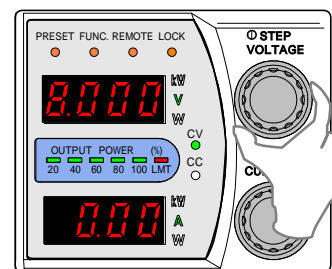 PRESET FUNC. REMOTE LOCK
STEP
VOLTAGE
8.000
kW
V
W
CV
OUTPUT POWER (%)
20 40 60 80 100 LMT
CC
CU
0.00
kW
A
W